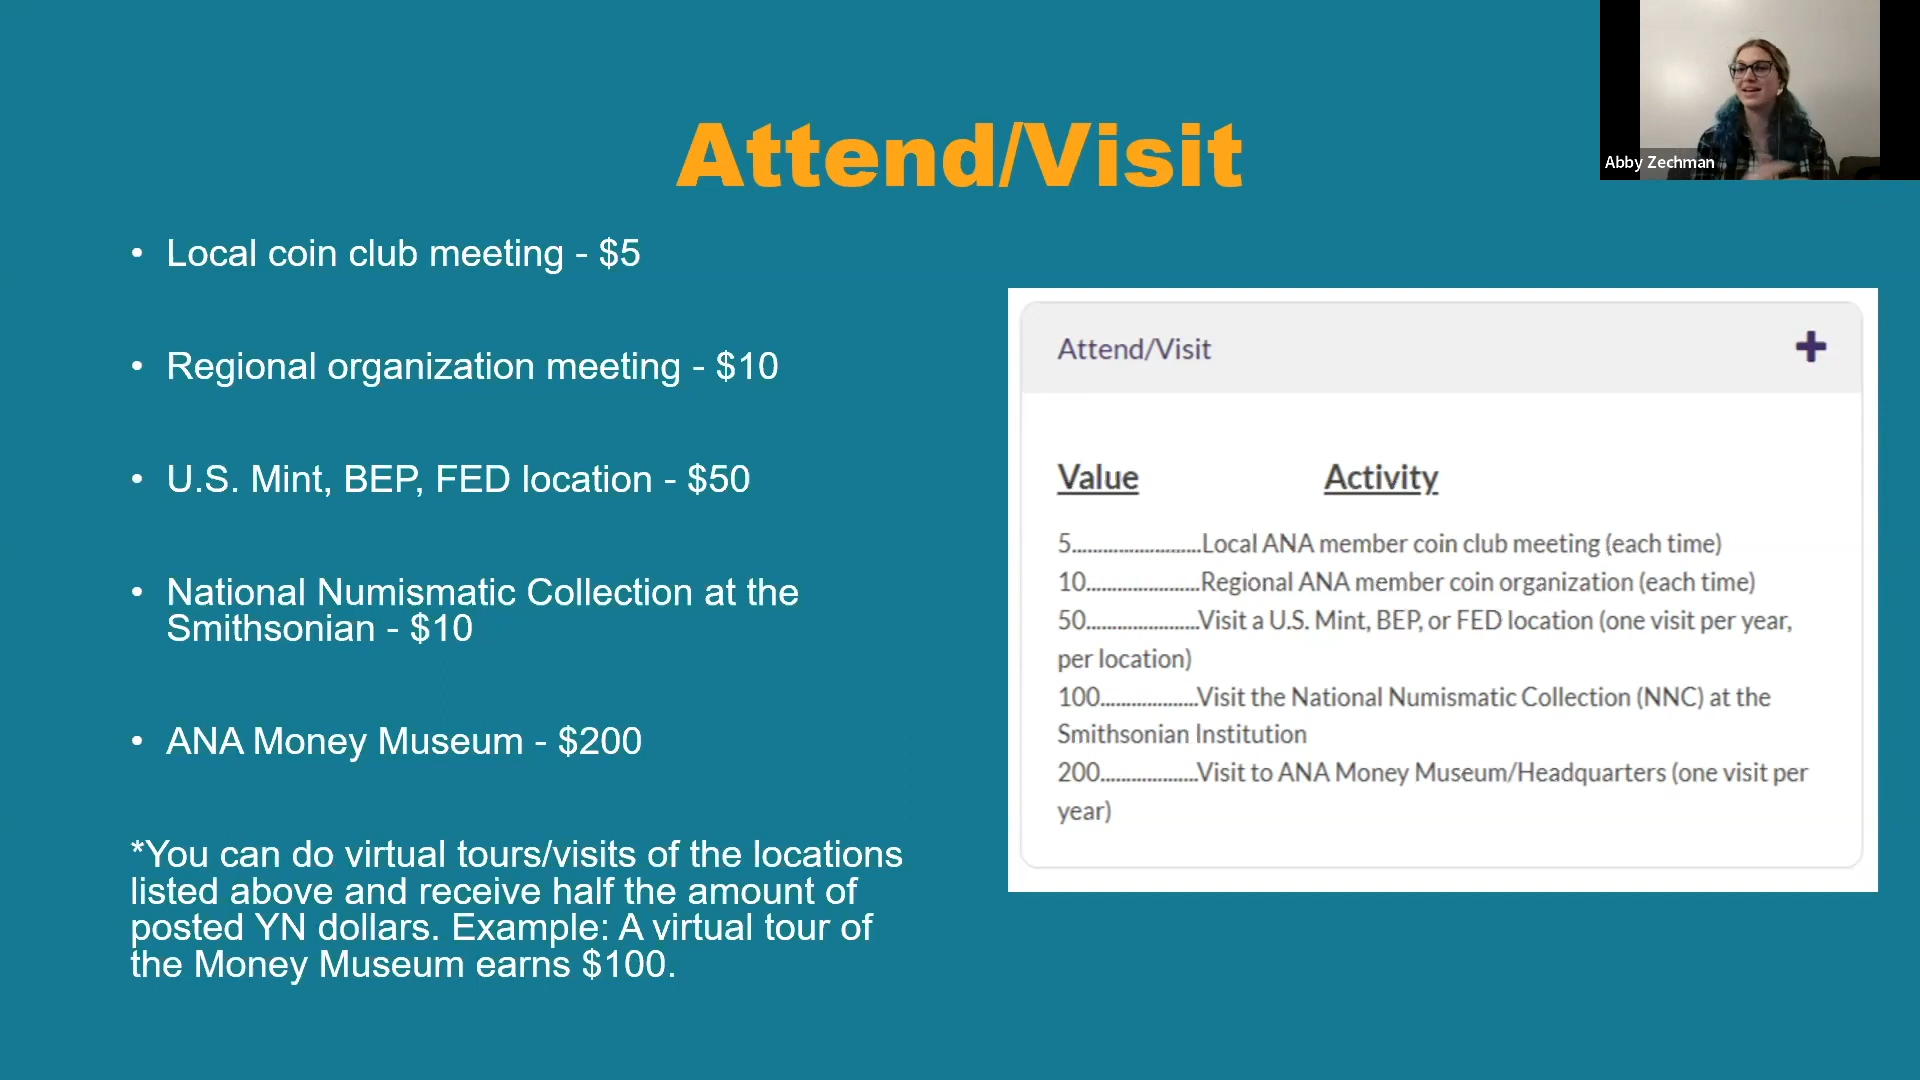 Attend/Visit
Abby Zechman
• Local coin club meeting - $5
• Regional organization meeting - $10
• U.S. Mint, BEP, FED location - $50
• National Numismatic Collection at the
Smithsonian - $10
• ANA Money Museum - $200
*You can do virtual tours/visits of the locations
listed above and receive half the amount of
posted YN dollars. Example: A virtual tour of
the Money Museum earns $100.
Attend/Visit
Value Activity
5.........................Local ANA member coin club meeting (each time)
10......................Regional ANA member coin organization (each time)
50......................Visit a U.S. Mint, BEP, or FED location (one visit per year,
per location)
100...................Visit the National Numismatic Collection (NNC) at the
Smithsonian Institution
200...................Visit to ANA Money Museum/Headquarters (one visit per
year)